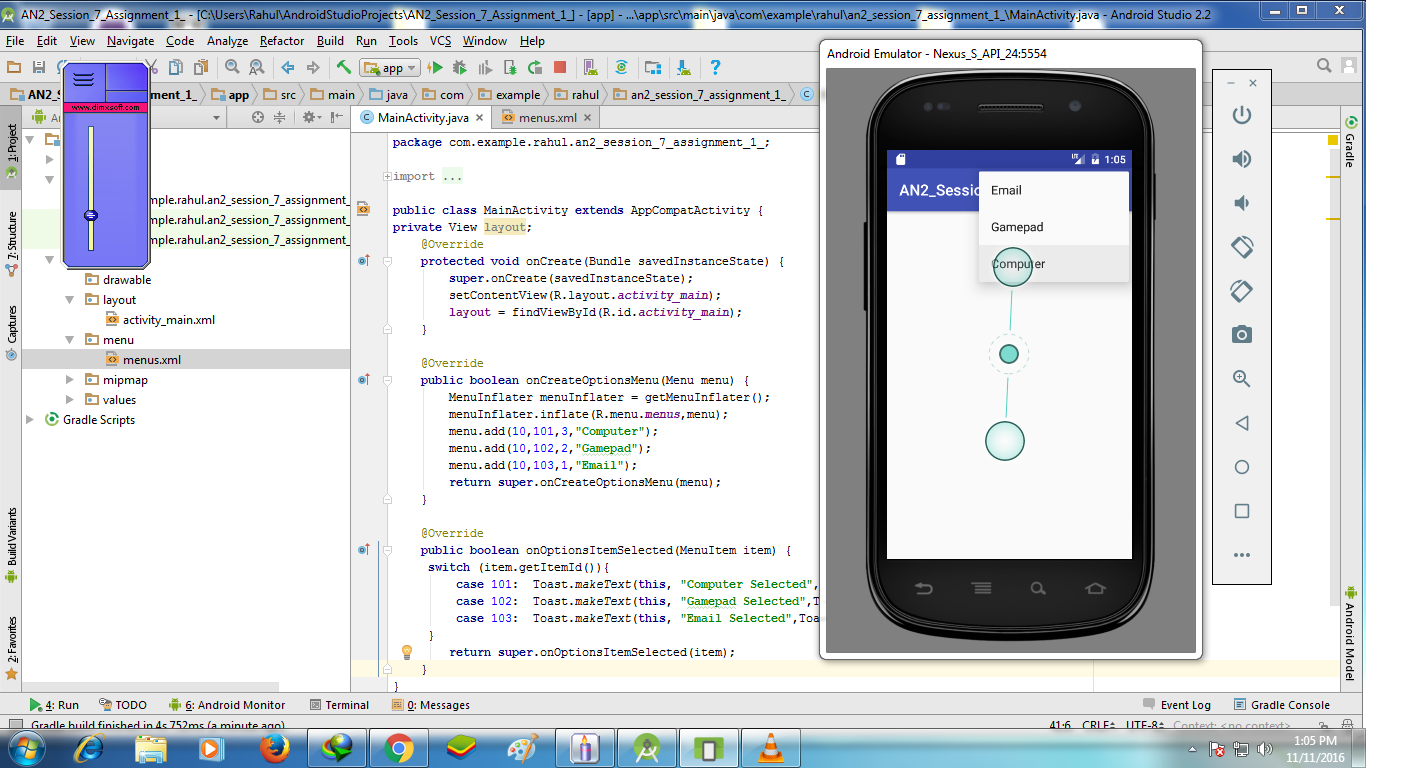 AN2_Session_7_Assignment_1_ - [C:\Users\Rahul\AndroidStudioProjects\AN2_Session_7_Assignment_1_] - [app] - ...\app\src\main\java\com\example\rahul\an2_session_7_assignment_1_\MainActivity.java - Android Studio 2.2
File Edit View Navigate Code Analyze Refactor Build Run Tools VCS Window Help
app
AN2_ nment_1_ app src main java com example rahul an2_session_7_assignment_1_
www.dimxsoft.com
MainActivity.java menus.xml
1: Project
7: Structure
Captures
Build Variants
2: Favorites
mple.rahul.an2_session_7_assignment_
mple.rahul.an2_session_7_assignment_
mple.rahul.an2_session_7_assignment_
drawable
layout
activity_main.xml
menu
menus.xml
mipmap
values
Gradle Scripts
package com.example.rahul.an2_session_7_assignment_1_;
import ...
public class MainActivity extends AppCompatActivity {
private View layout;
@Override
protected void onCreate(Bundle savedInstanceState) {
super.onCreate(savedInstanceState);
setContentView(R.layout.activity_main);
layout = findViewById(R.id.activity_main);
}
@Override
public boolean onCreateOptionsMenu(Menu menu) {
MenuInflater menuInflater = getMenuInflater();
menuInflater.inflate(R.menu.menus,menu);
menu.add(10,101,3,"Computer");
menu.add(10,102,2,"Gamepad");
menu.add(10,103,1,"Email");
return super.onCreateOptionsMenu(menu);
}
@Override
public boolean onOptionsItemSelected(MenuItem item) {
switch (item.getItemId()){
case 101: Toast.makeText(this, "Computer Selected",
case 102: Toast.makeText(this, "Gamepad Selected",T
case 103: Toast.makeText(this, "Email Selected",Toa
}
return super.onOptionsItemSelected(item);
}
}
Android Emulator - Nexus_S_API_24:5554
LTE 1:05
AN2_Sessio
Email
Gamepad
Computer
Gradle
Android Model
4: Run TODO 6: Android Monitor Terminal 0: Messages Event Log Gradle Console
Gradle build finished in 4s 752ms (a minute ago) 41:6 CRLF UTF-8 Context: <no context>
1:05 PM
11/11/2016